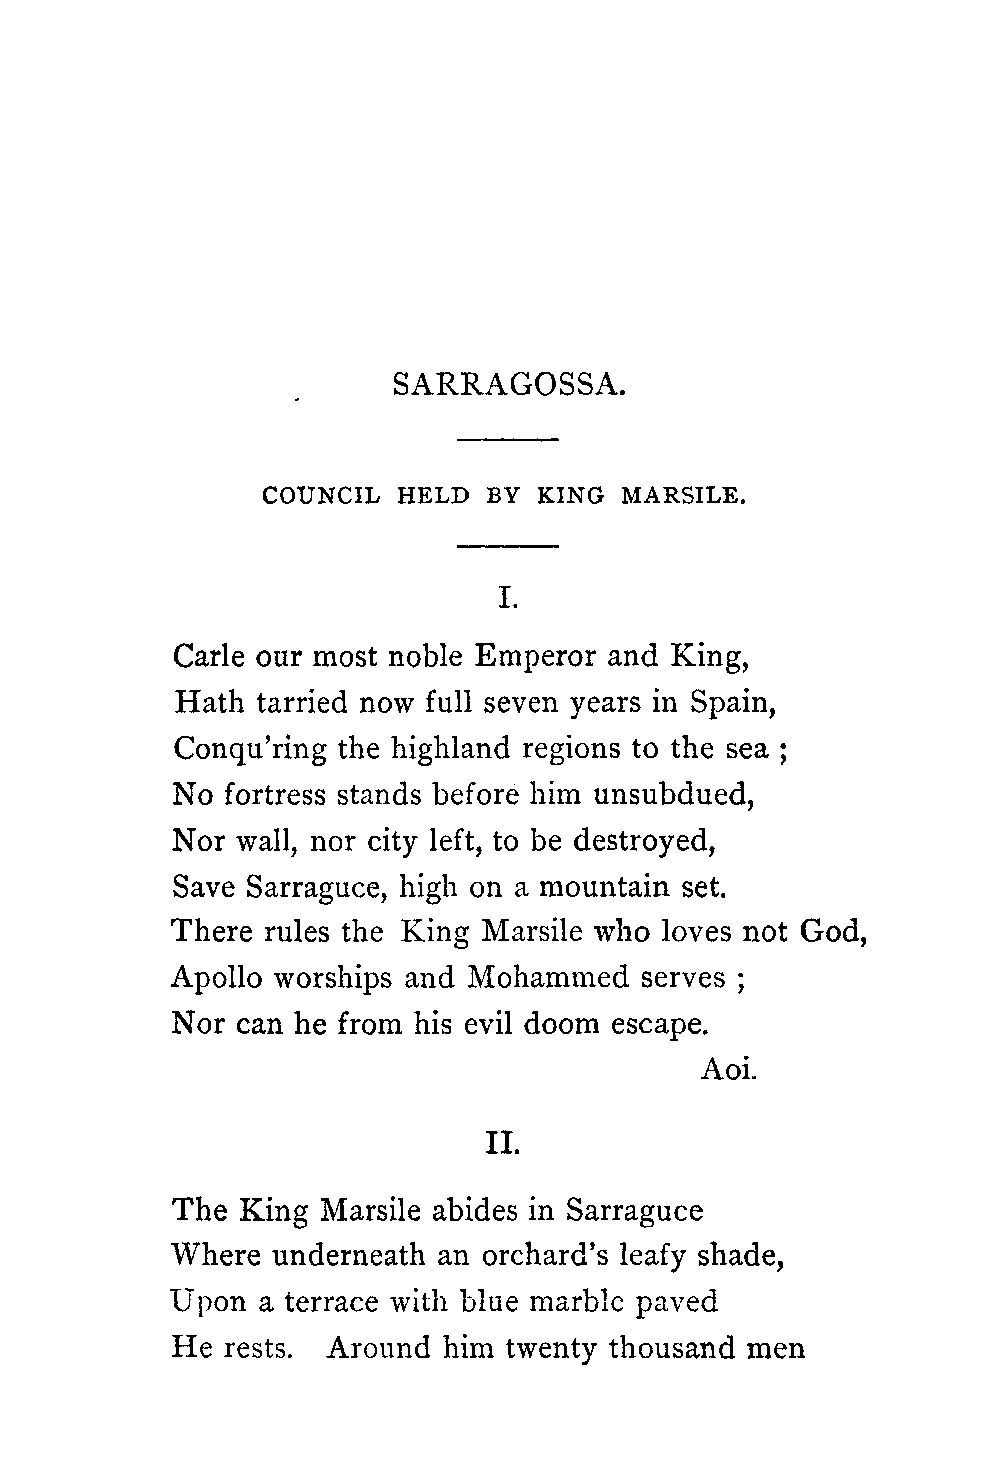 SARRAGOSSA.
COUNCIL HELD BY KING MARSILE.
I.
Carle our most noble Emperor and King,
Hath tarried now full seven years in Spain,
Conqu'ring the highland regions to the sea ;
No fortress stands before him unsubdued,
Nor wall, nor city left, to be destroyed,
Save Sarraguce, high on a mountain set.
There rules the King Marsile who loves not God,
Apollo worships and Mohammed serves ;
Nor can he from his evil doom escape.
Aoi.
II.
The King Marsile abides in Sarraguce
Where underneath an orchard's leafy shade,
Upon a terrace with blue marble paved
He rests. Around him twenty thousand men